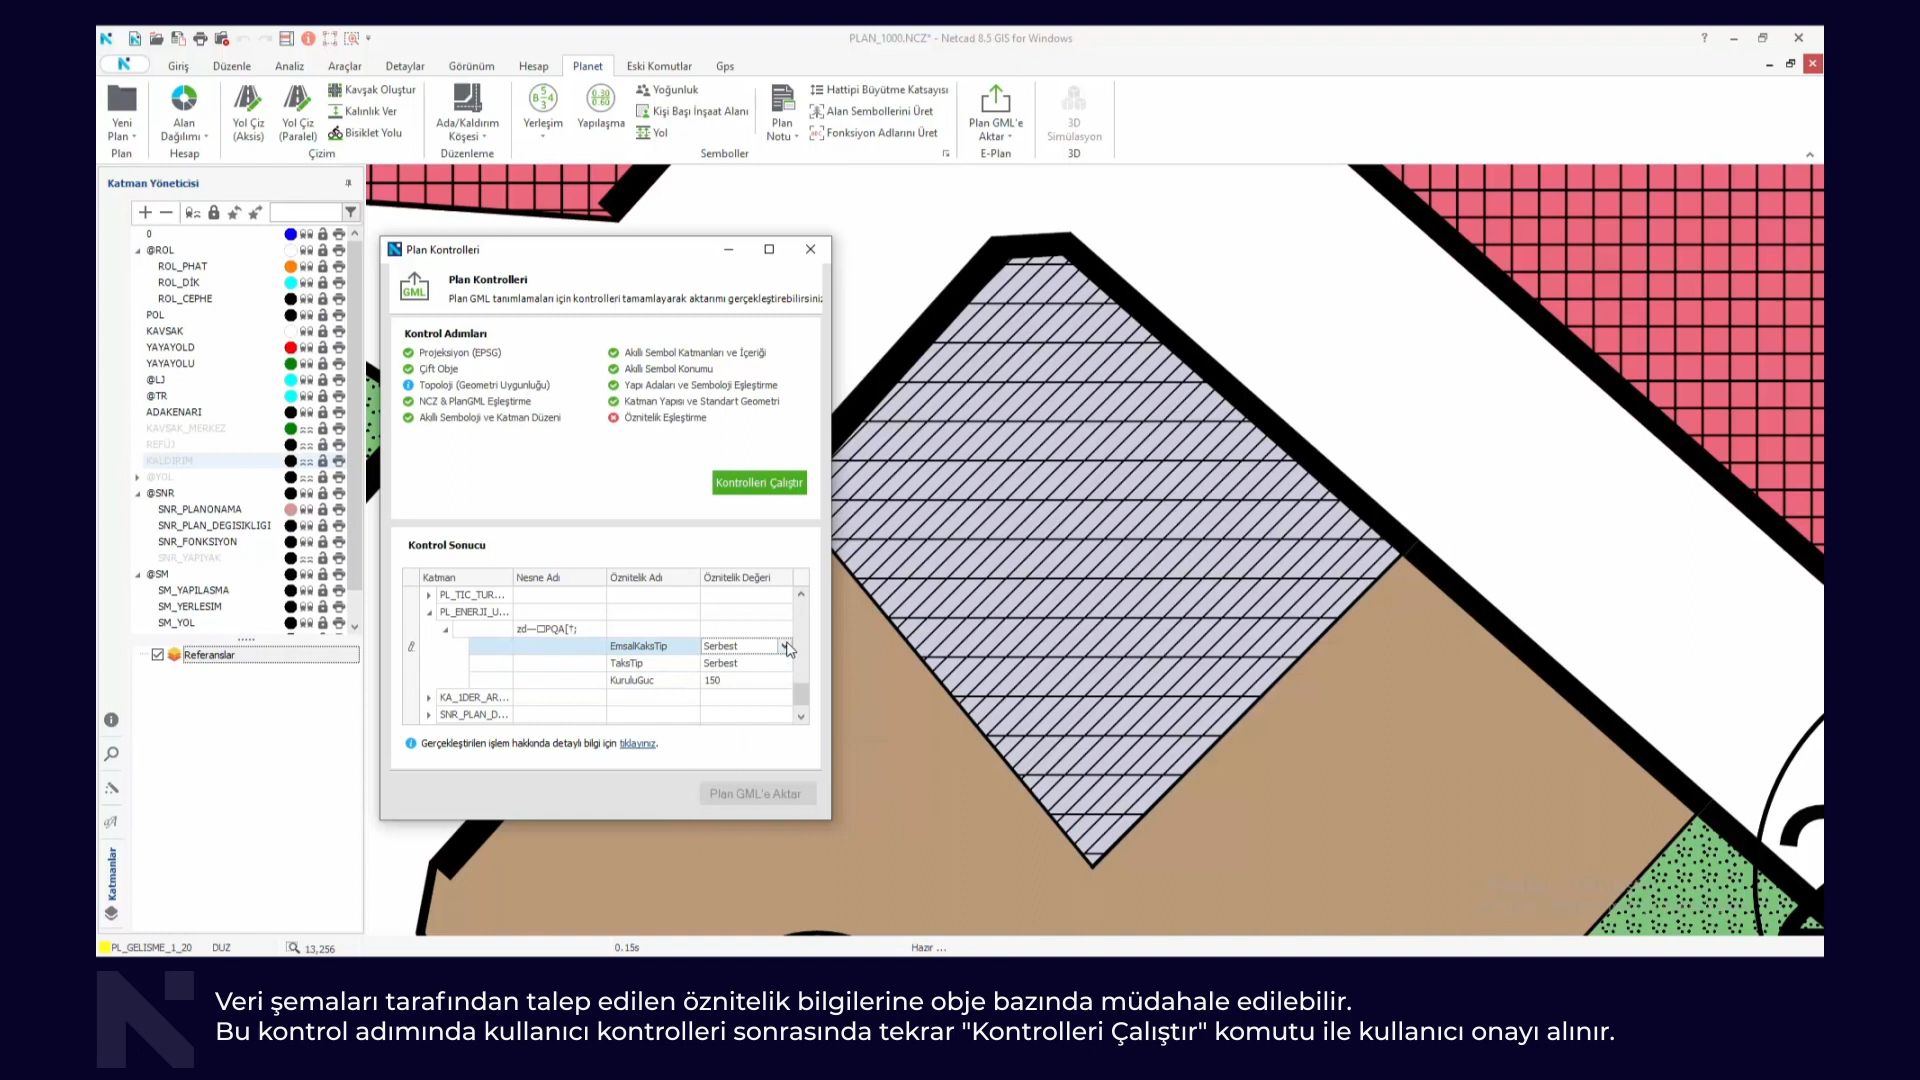 PLAN_1000.NCZ* - Netcad 8.5 GIS for Windows
Giriş Düzenle Analiz Araçlar Detaylar Görünüm Hesap Planet Eski Komutlar Gps
Yeni Plan
Plan
Alan Dağılımı
Hesap
Yol Çiz (Aksis)
Yol Çiz (Paralel)
Kavşak Oluştur
Kalınlık Ver
Bisiklet Yolu
Çizim
Ada/Kaldırım Köşesi
Düzenleme
Yerleşim
Yapılaşma
Yoğunluk
Kişi Başı İnşaat Alanı
Yol
Plan Notu
Hattipi Büyütme Katsayısı
Alan Sembollerini Üret
Fonksiyon Adlarını Üret
Semboller
Plan GML'e Aktar
E-Plan
3D Simülasyon
3D
Katman Yöneticisi
0
@ROL
ROL_PHAT
ROL_DİK
ROL_CEPHE
POL
KAVSAK
YAYAYOLD
YAYAYOLU
@LJ
@TR
ADAKENARI
KAVSAK_MERKEZ
REFUJ
KALDIRIM
@YOL
@SNR
SNR_PLANONAMA
SNR_PLAN_DEGISIKLIGI
SNR_FONKSIYON
SNR_YAPIYAK
@SM
SM_YAPILASMA
SM_YERLESIM
SM_YOL
Referanslar
Katmanlar
Plan Kontrolleri
GML
Plan Kontrolleri
Plan GML tanımlamaları için kontrolleri tamamlayarak aktarımı gerçekleştirebilirsiniz
Kontrol Adımları
Projeksiyon (EPSG)
Çift Obje
Topoloji (Geometri Uygunluğu)
NCZ & PlanGML Eşleştirme
Akıllı Semboloji ve Katman Düzeni
Akıllı Sembol Katmanları ve İçeriği
Akıllı Sembol Konumu
Yapı Adaları ve Semboloji Eşleştirme
Katman Yapısı ve Standart Geometri
Öznitelik Eşleştirme
Kontrolleri Çalıştır
Kontrol Sonucu
Katman Nesne Adı Öznitelik Adı Öznitelik Değeri
PL_TIC_TUR...
PL_ENERJI_U...
zd—□PQA[†;
EmsalKaksTip Serbest
TaksTip Serbest
KuruluGuc 150
KA_1DER_AR...
SNR_PLAN_D...
Gerçekleştirilen işlem hakkında detaylı bilgi için tıklayınız.
Plan GML'e Aktar
PL_GELISME_1_20 DUZ 13,256 0.15s Hazır ...
Veri şemaları tarafından talep edilen öznitelik bilgilerine obje bazında müdahale edilebilir.
Bu kontrol adımında kullanıcı kontrolleri sonrasında tekrar "Kontrolleri Çalıştır" komutu ile kullanıcı onayı alınır.